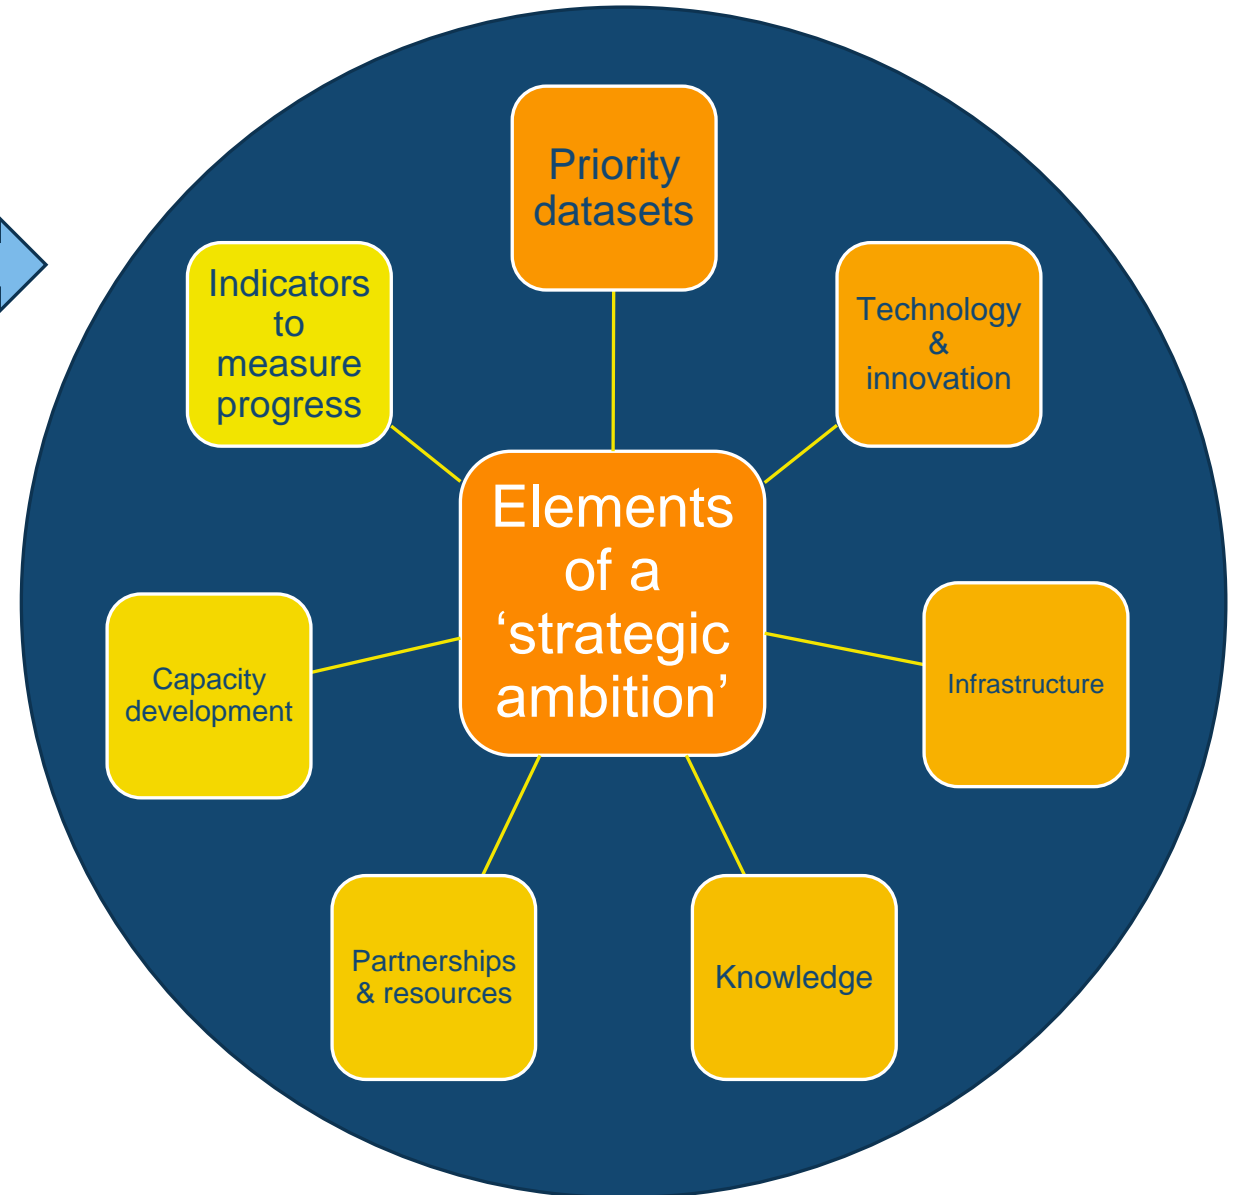 Priority
datasets
Technology
&
innovation
Infrastructure
Knowledge
Partnerships
& resources
Capacity
development
Indicators
to
measure
progress
Elements
of a
‘strategic
ambition’